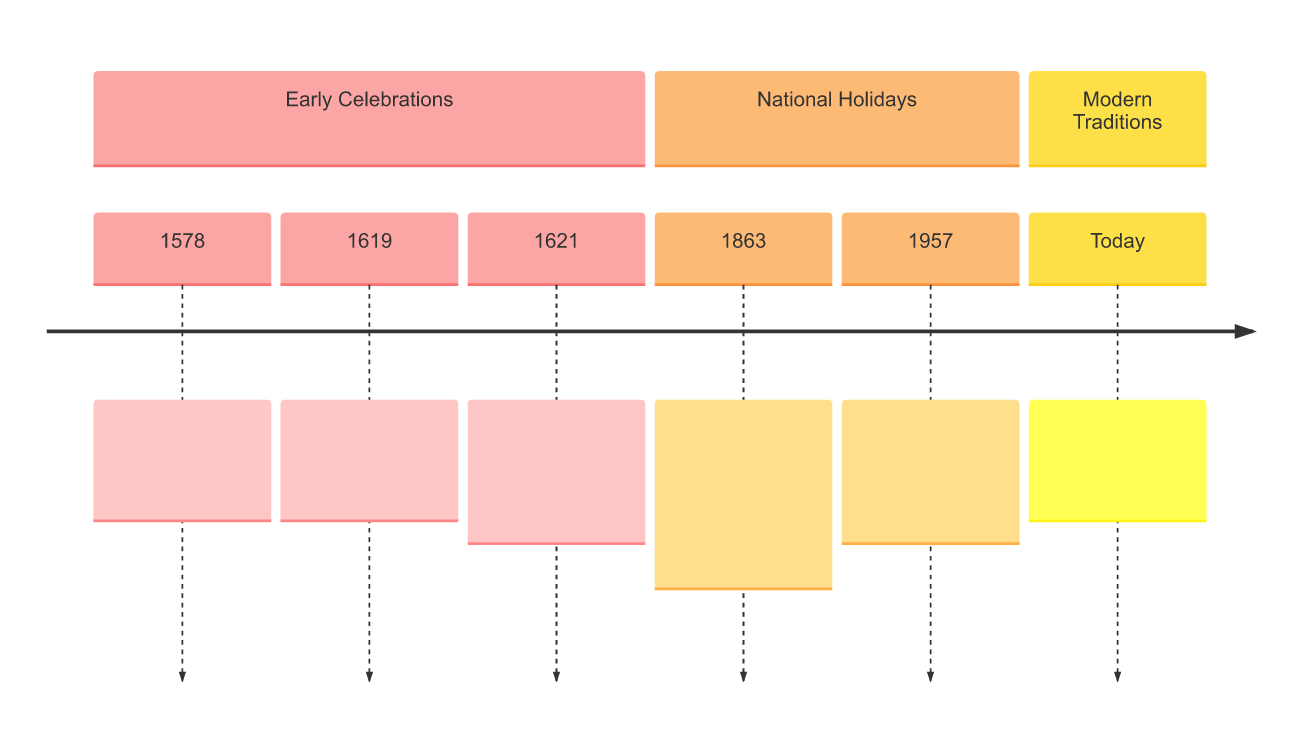 Early Celebrations
National Holidays
Modern
Traditions
1578
1619
1621
1863
1957
Today